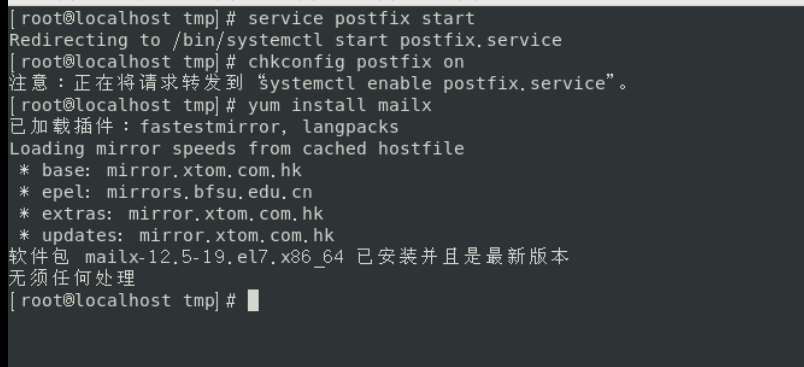 [root@localhost tmp]# service postfix start
Redirecting to /bin/systemctl start postfix.service
[root@localhost tmp]# chkconfig postfix on
注意：正在将请求转发到“systemctl enable postfix.service”。
[root@localhost tmp]# yum install mailx
已加载插件：fastestmirror, langpacks
Loading mirror speeds from cached hostfile
 * base: mirror.xtom.com.hk
 * epel: mirrors.bfsu.edu.cn
 * extras: mirror.xtom.com.hk
 * updates: mirror.xtom.com.hk
软件包 mailx-12.5-19.el7.x86_64 已安装并且是最新版本
无须任何处理
[root@localhost tmp]#